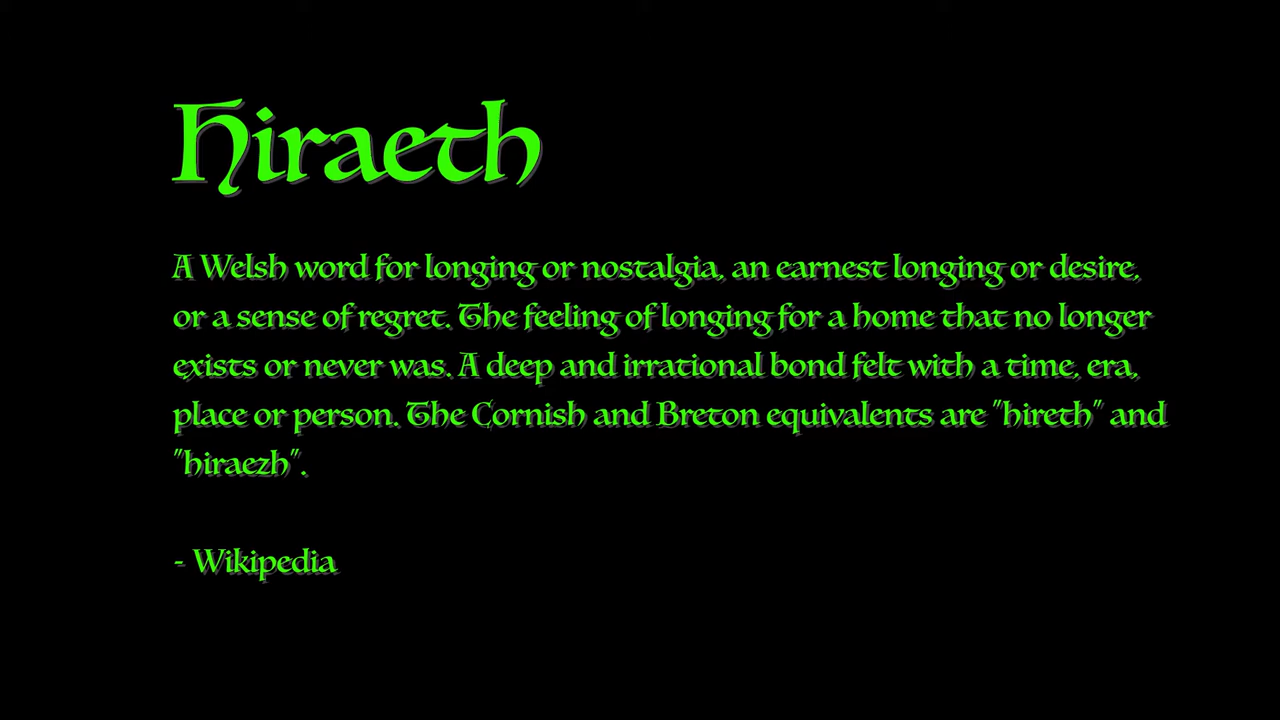 Hiraeth
A Welsh word for longing or nostalgia, an earnest longing or desire,
or a sense of regret. The feeling of longing for a home that no longer
exists or never was. A deep and irrational bond felt with a time, era,
place or person. The Cornish and Breton equivalents are "hireth" and
"hiraezh".
- Wikipedia